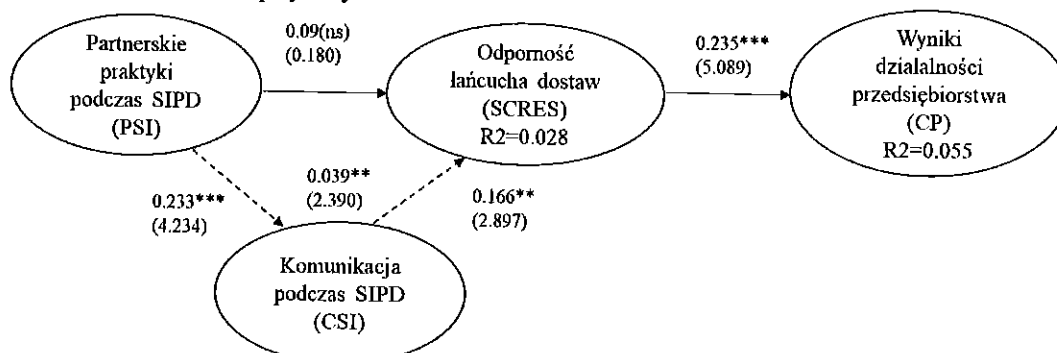 Partnerskie
praktyki
podczas SIPD
(PSI)
0.09(ns)
(0.180)
Odporność
łańcucha dostaw
(SCRES)
R2=0.028
0.235***
(5.089)
Wyniki
działalności
przedsiębiorstwa
(CP)
R2=0.055
0.233***
(4.234)
0.039**
(2.390)
0.166**
(2.897)
Komunikacja
podczas SIPD
(CSI)